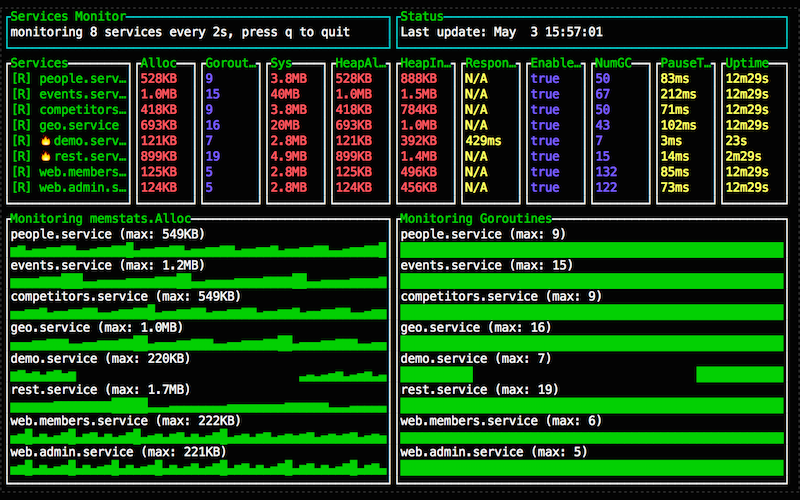 Services Monitor
monitoring 8 services every 2s, press q to quit
Status
Last update: May  3 15:57:01
Services Alloc Gorout… Sys HeapAl… HeapIn… Respon… Enable… NumGC PauseT… Uptime
[R] people.serv… 528KB 9 3.8MB 528KB 888KB N/A true 50 83ms 12m29s
[R] events.serv… 1.0MB 15 40MB 1.0MB 1.5MB N/A true 67 212ms 12m29s
[R] competitors… 418KB 9 3.8MB 418KB 784KB N/A true 50 71ms 12m29s
[R] geo.service 693KB 16 20MB 693KB 1.0MB N/A true 43 102ms 12m29s
[R] 🔥demo.serv… 121KB 7 2.8MB 121KB 392KB 429ms true 7 3ms 23s
[R] 🔥rest.serv… 899KB 19 4.9MB 899KB 1.4MB N/A true 15 14ms 2m29s
[R] web.members… 125KB 5 2.8MB 125KB 496KB N/A true 132 85ms 12m29s
[R] web.admin.s… 124KB 5 2.8MB 124KB 456KB N/A true 122 73ms 12m29s
Monitoring memstats.Alloc
people.service (max: 549KB)
events.service (max: 1.2MB)
competitors.service (max: 549KB)
geo.service (max: 1.0MB)
demo.service (max: 220KB)
rest.service (max: 1.7MB)
web.members.service (max: 222KB)
web.admin.service (max: 221KB)
Monitoring Goroutines
people.service (max: 9)
events.service (max: 15)
competitors.service (max: 9)
geo.service (max: 16)
demo.service (max: 7)
rest.service (max: 19)
web.members.service (max: 6)
web.admin.service (max: 5)